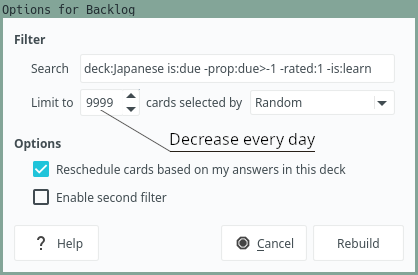 Options for Backlog
Filter
Search deck:Japanese is:due -prop:due>-1 -rated:1 -is:learn
Limit to 9999 cards selected by Random
Decrease every day
Options
Reschedule cards based on my answers in this deck
Enable second filter
? Help Cancel Rebuild